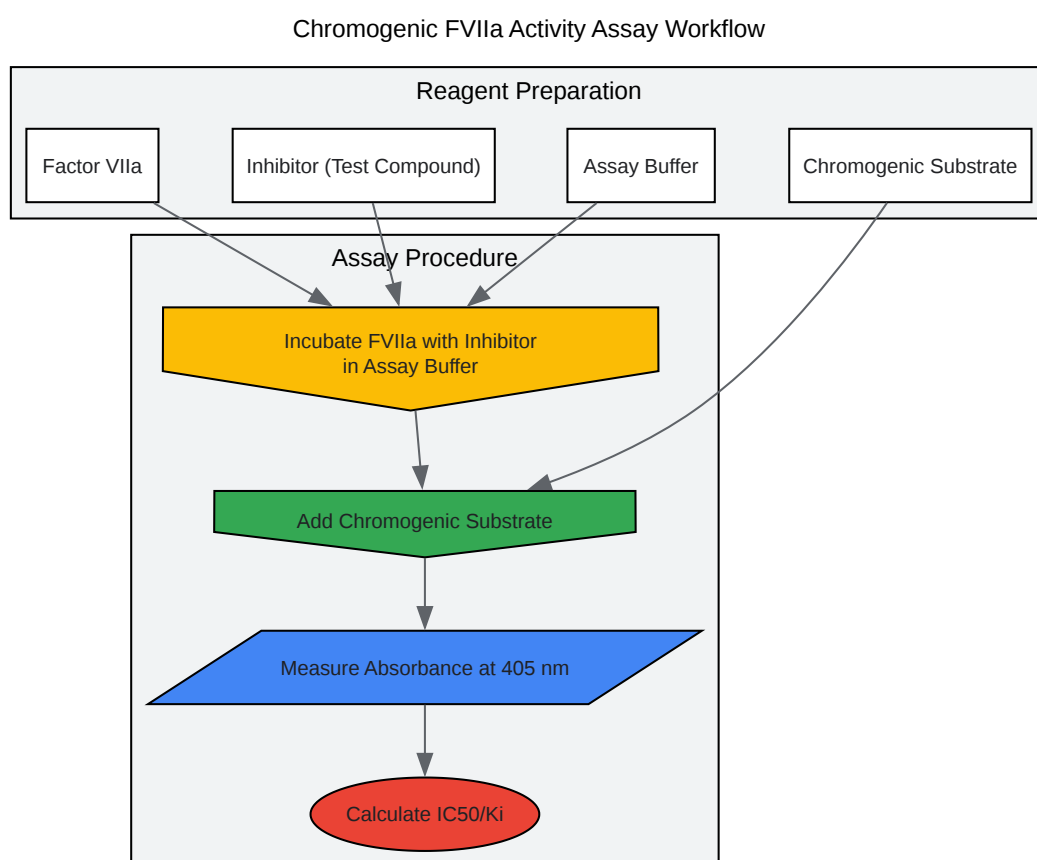 Chromogenic FVIIa Activity Assay Workflow
Reagent Preparation
Factor VIIa
Inhibitor (Test Compound)
Assay Buffer
Chromogenic Substrate
Assay Procedure
Incubate FVIIa with Inhibitor
in Assay Buffer
Add Chromogenic Substrate
Measure Absorbance at 405 nm
Calculate IC50/Ki